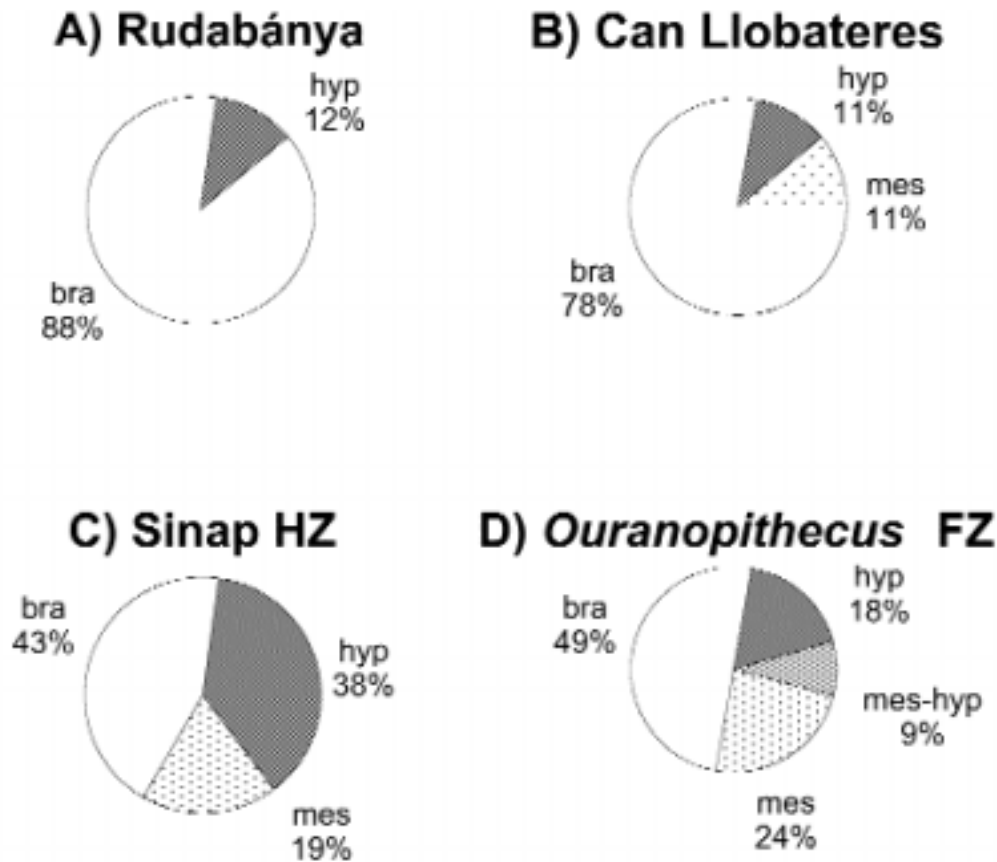 A) Rudabánya
hyp
12%
bra
88%
B) Can Llobateres
hyp
11%
mes
11%
bra
78%
C) Sinap HZ
bra
43%
hyp
38%
mes
19%
D) Ouranopithecus FZ
bra
49%
hyp
18%
mes-hyp
9%
mes
24%